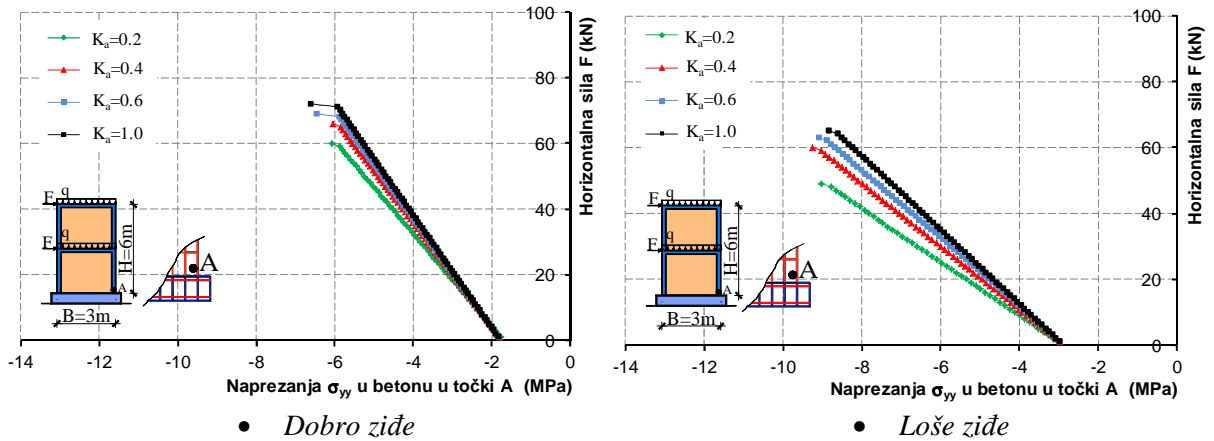 100
80
60
40
20
0
Horizontalna sila F (kN)
-14
-12
-10
-8
-6
-4
-2
0
Naprezanja σyy u betonu u točki A (MPa)
Ka=0.2
Ka=0.4
Ka=0.6
Ka=1.0
q
F
q
F
H=6m
A
B=3m
A
• Dobro ziđe
100
80
60
40
20
0
Horizontalna sila F (kN)
-14
-12
-10
-8
-6
-4
-2
0
Naprezanja σyy u betonu u točki A (MPa)
Ka=0.2
Ka=0.4
Ka=0.6
Ka=1.0
q
F
q
F
H=6m
A
B=3m
A
• Loše ziđe